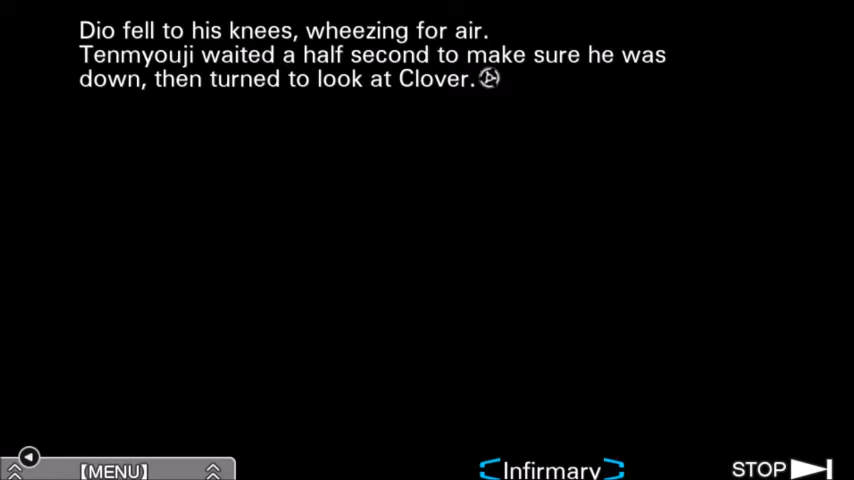 Dio fell to his knees, wheezing for air.
Tenmyouji waited a half second to make sure he was
down, then turned to look at Clover.
【MENU】
Infirmary
STOP